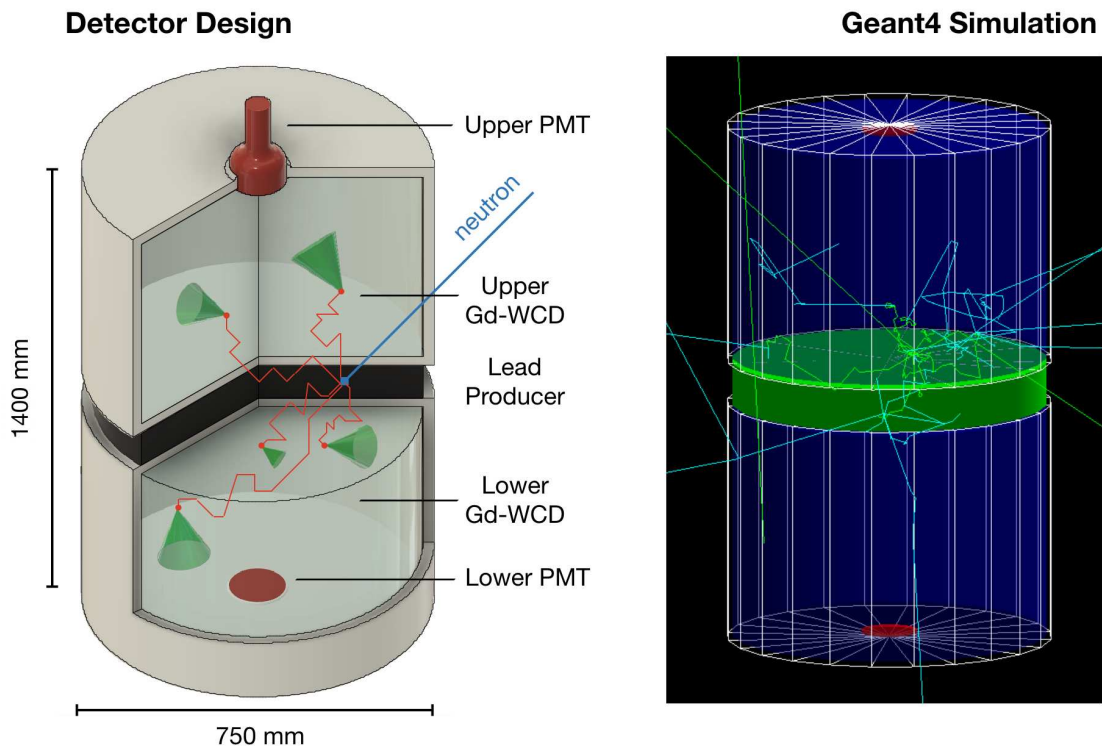 Detector Design
Geant4 Simulation
Upper PMT
neutron
Upper
Gd-WCD
Lead
Producer
1400 mm
Lower
Gd-WCD
Lower PMT
750 mm